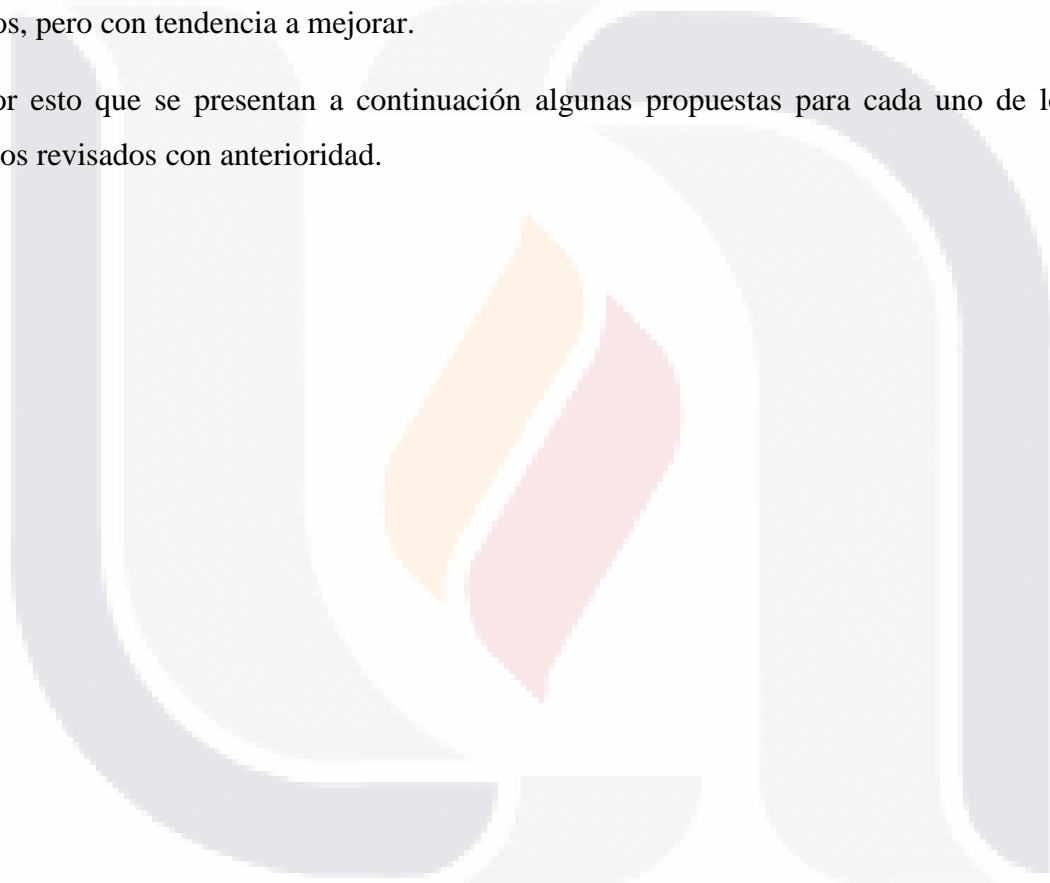 os, pero con tendencia a mejorar.
or esto que se presentan a continuación algunas propuestas para cada uno de lo
os revisados con anterioridad.